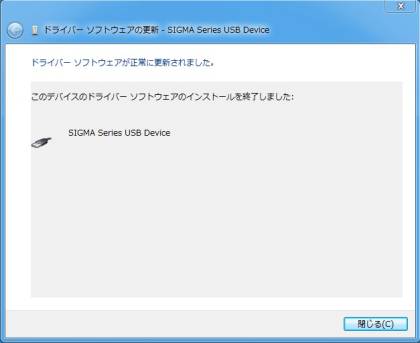 ドライバー ソフトウェアの更新 - SIGMA Series USB Device
ドライバー ソフトウェアが正常に更新されました。
このデバイスのドライバー ソフトウェアのインストールを終了しました:
SIGMA Series USB Device
閉じる(C)